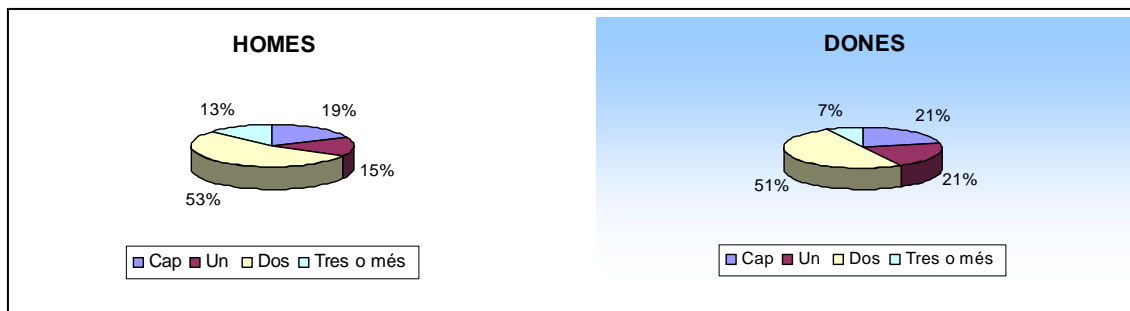 HOMES
13%
19%
15%
53%
Cap Un Dos Tres o més
DONES
7%
21%
21%
51%
Cap Un Dos Tres o més